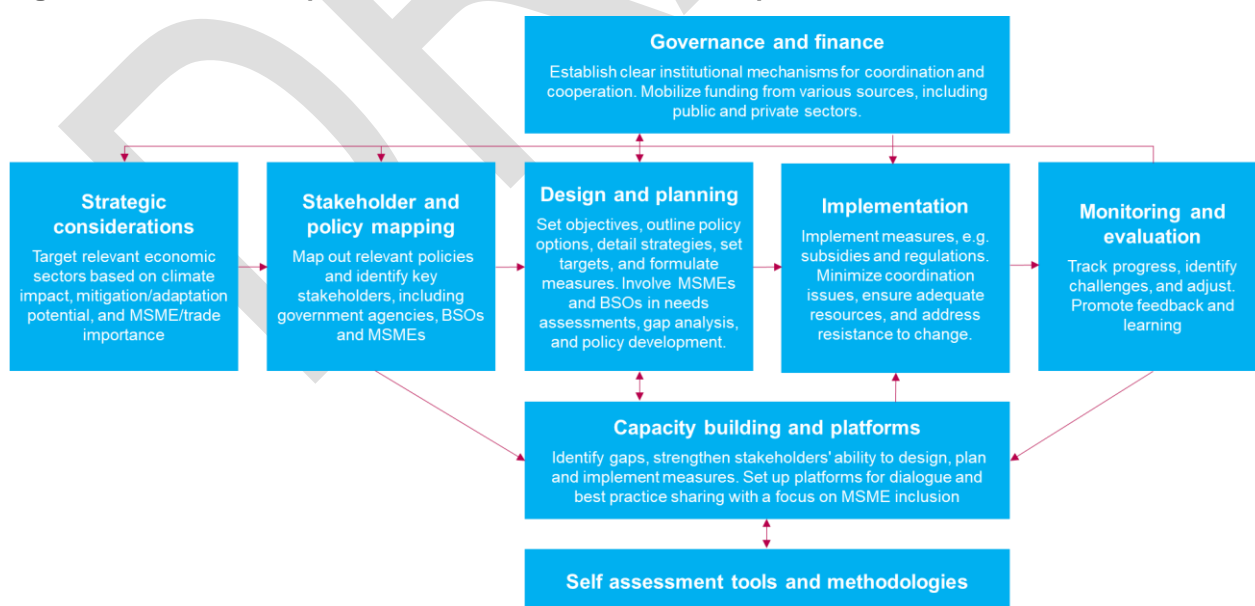 Governance and finance
Establish clear institutional mechanisms for coordination and
cooperation. Mobilize funding from various sources, including
public and private sectors.
Strategic
considerations
Target relevant economic
sectors based on climate
impact, mitigation/adaptation
potential, and MSME/trade
importance
Stakeholder and
policy mapping
Map out relevant policies
and identify key
stakeholders, including
government agencies, BSOs
and MSMEs
Design and planning
Set objectives, outline policy
options, detail strategies, set
targets, and formulate
measures. Involve MSMEs
and BSOs in needs
assessments, gap analysis,
and policy development.
Implementation
Implement measures, e.g.
subsidies and regulations.
Minimize coordination
issues, ensure adequate
resources, and address
resistance to change.
Monitoring and
evaluation
Track progress, identify
challenges, and adjust.
Promote feedback and
learning
Capacity building and platforms
Identify gaps, strengthen stakeholders' ability to design, plan
and implement measures. Set up platforms for dialogue and
best practice sharing with a focus on MSME inclusion
Self assessment tools and methodologies